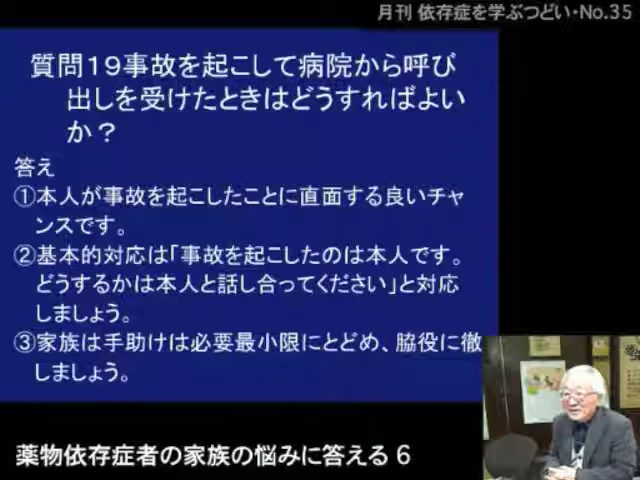 月刊 依存症を学ぶつどい・No.35
質問１９事故を起こして病院から呼び
出しを受けたときはどうすればよい
か？
答え
①本人が事故を起こしたことに直面する良いチャ
ンスです。
②基本的対応は「事故を起こしたのは本人です。
どうするかは本人と話し合ってください」と対応
しましょう。
③家族は手助けは必要最小限にとどめ、脇役に徹
しましょう。
薬物依存症者の家族の悩みに答える 6